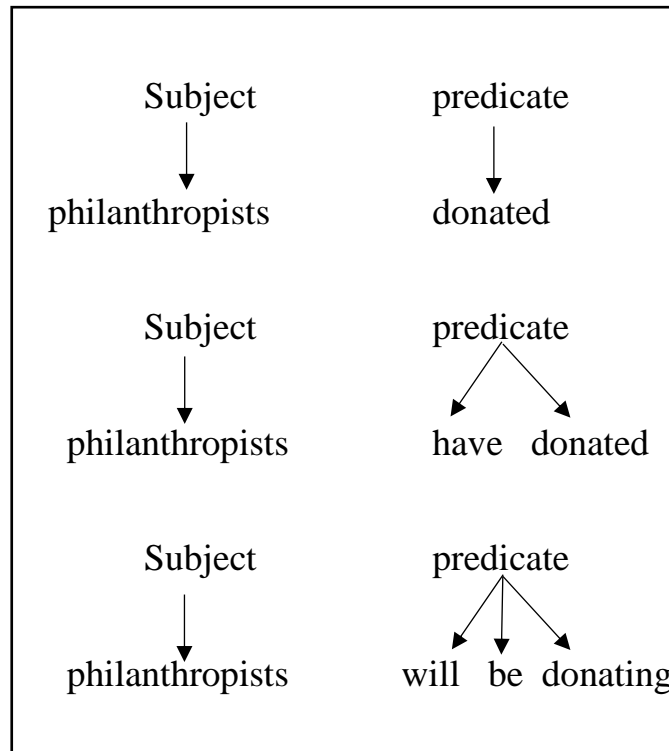 Subject predicate
philanthropists donated
Subject predicate
philanthropists have donated
Subject predicate
philanthropists will be donating